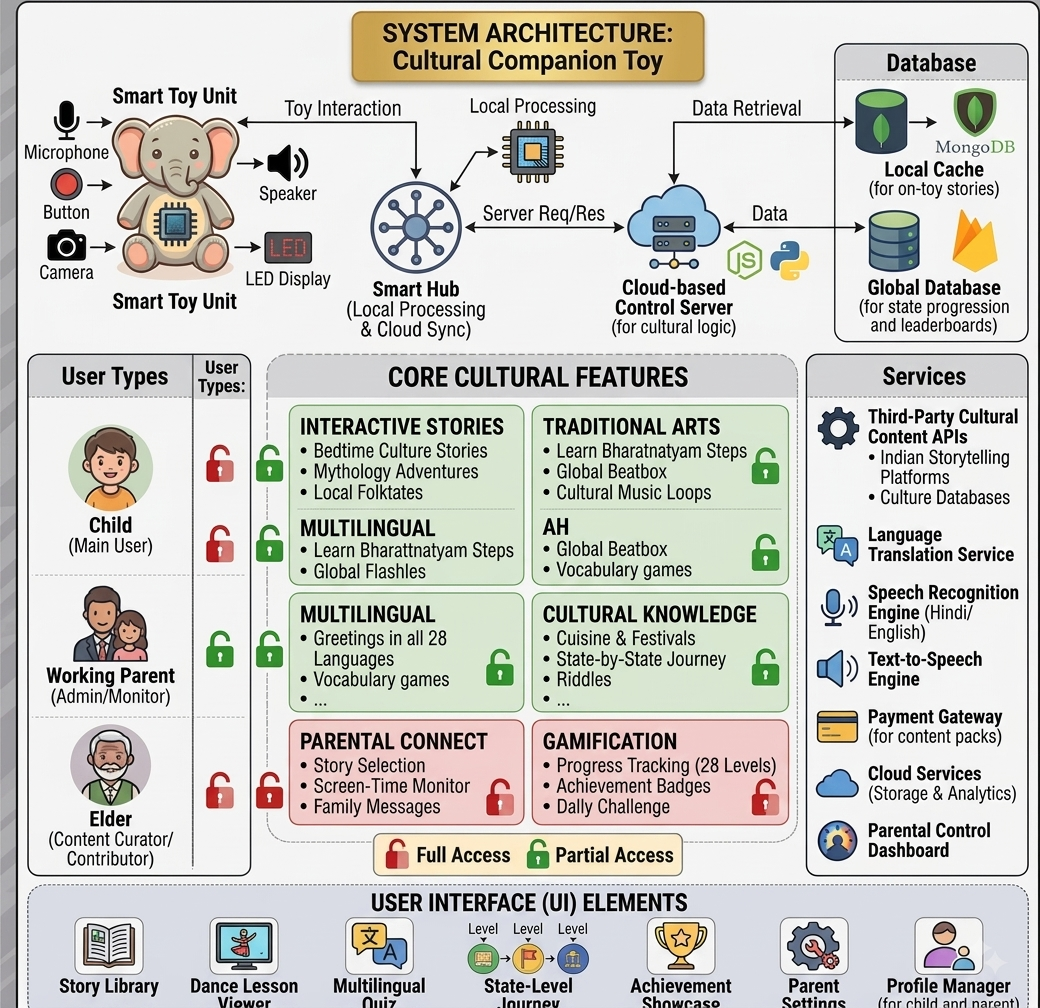 SYSTEM ARCHITECTURE:
Cultural Companion Toy
Smart Toy Unit
Microphone
Button
Camera
Speaker
LED
LED Display
Smart Toy Unit
Toy Interaction
Local Processing
Smart Hub
(Local Processing
& Cloud Sync)
Server Req/Res
Data Retrieval
Data
JS
Cloud-based
Control Server
(for cultural logic)
Database
MongoDB
Local Cache
(for on-toy stories)
Global Database
(for state progression
and leaderboards)
User Types
User
Types:
Child
(Main User)
Working Parent
(Admin/Monitor)
Elder
(Content Curator/
Contributor)
CORE CULTURAL FEATURES
INTERACTIVE STORIES
• Bedtime Culture Stories
• Mythology Adventures
• Local Folktates
TRADITIONAL ARTS
• Learn Bharatnatyam Steps
• Global Beatbox
• Cultural Music Loops
MULTILINGUAL
• Learn Bharattnatyam Steps
• Global Flashles
AH
• Global Beatbox
• Vocabulary games
MULTILINGUAL
• Greetings in all 28
Languages
• Vocabulary games
• ...
CULTURAL KNOWLEDGE
• Cuisine & Festivals
• State-by-State Journey
• Riddles
• ...
PARENTAL CONNECT
• Story Selection
• Screen-Time Monitor
• Family Messages
GAMIFICATION
• Progress Tracking (28 Levels)
• Achievement Badges
• Dally Challenge
Full Access
Partial Access
Services
Third-Party Cultural
Content APIs
• Indian Storytelling
Platforms
• Culture Databases
文
A
Language
Translation Service
Speech Recognition
Engine (Hindi/
English)
Text-to-Speech
Engine
Payment Gateway
(for content packs)
Cloud Services
(Storage & Analytics)
Parental Control
Dashboard
USER INTERFACE (UI) ELEMENTS
Story Library
Dance Lesson
Viewer
文
A
Multilingual
Quiz
Level
Level
Level
State-Level
Journey
Achievement
Showcase
Parent
Settings
Profile Manager
(for child and parent)